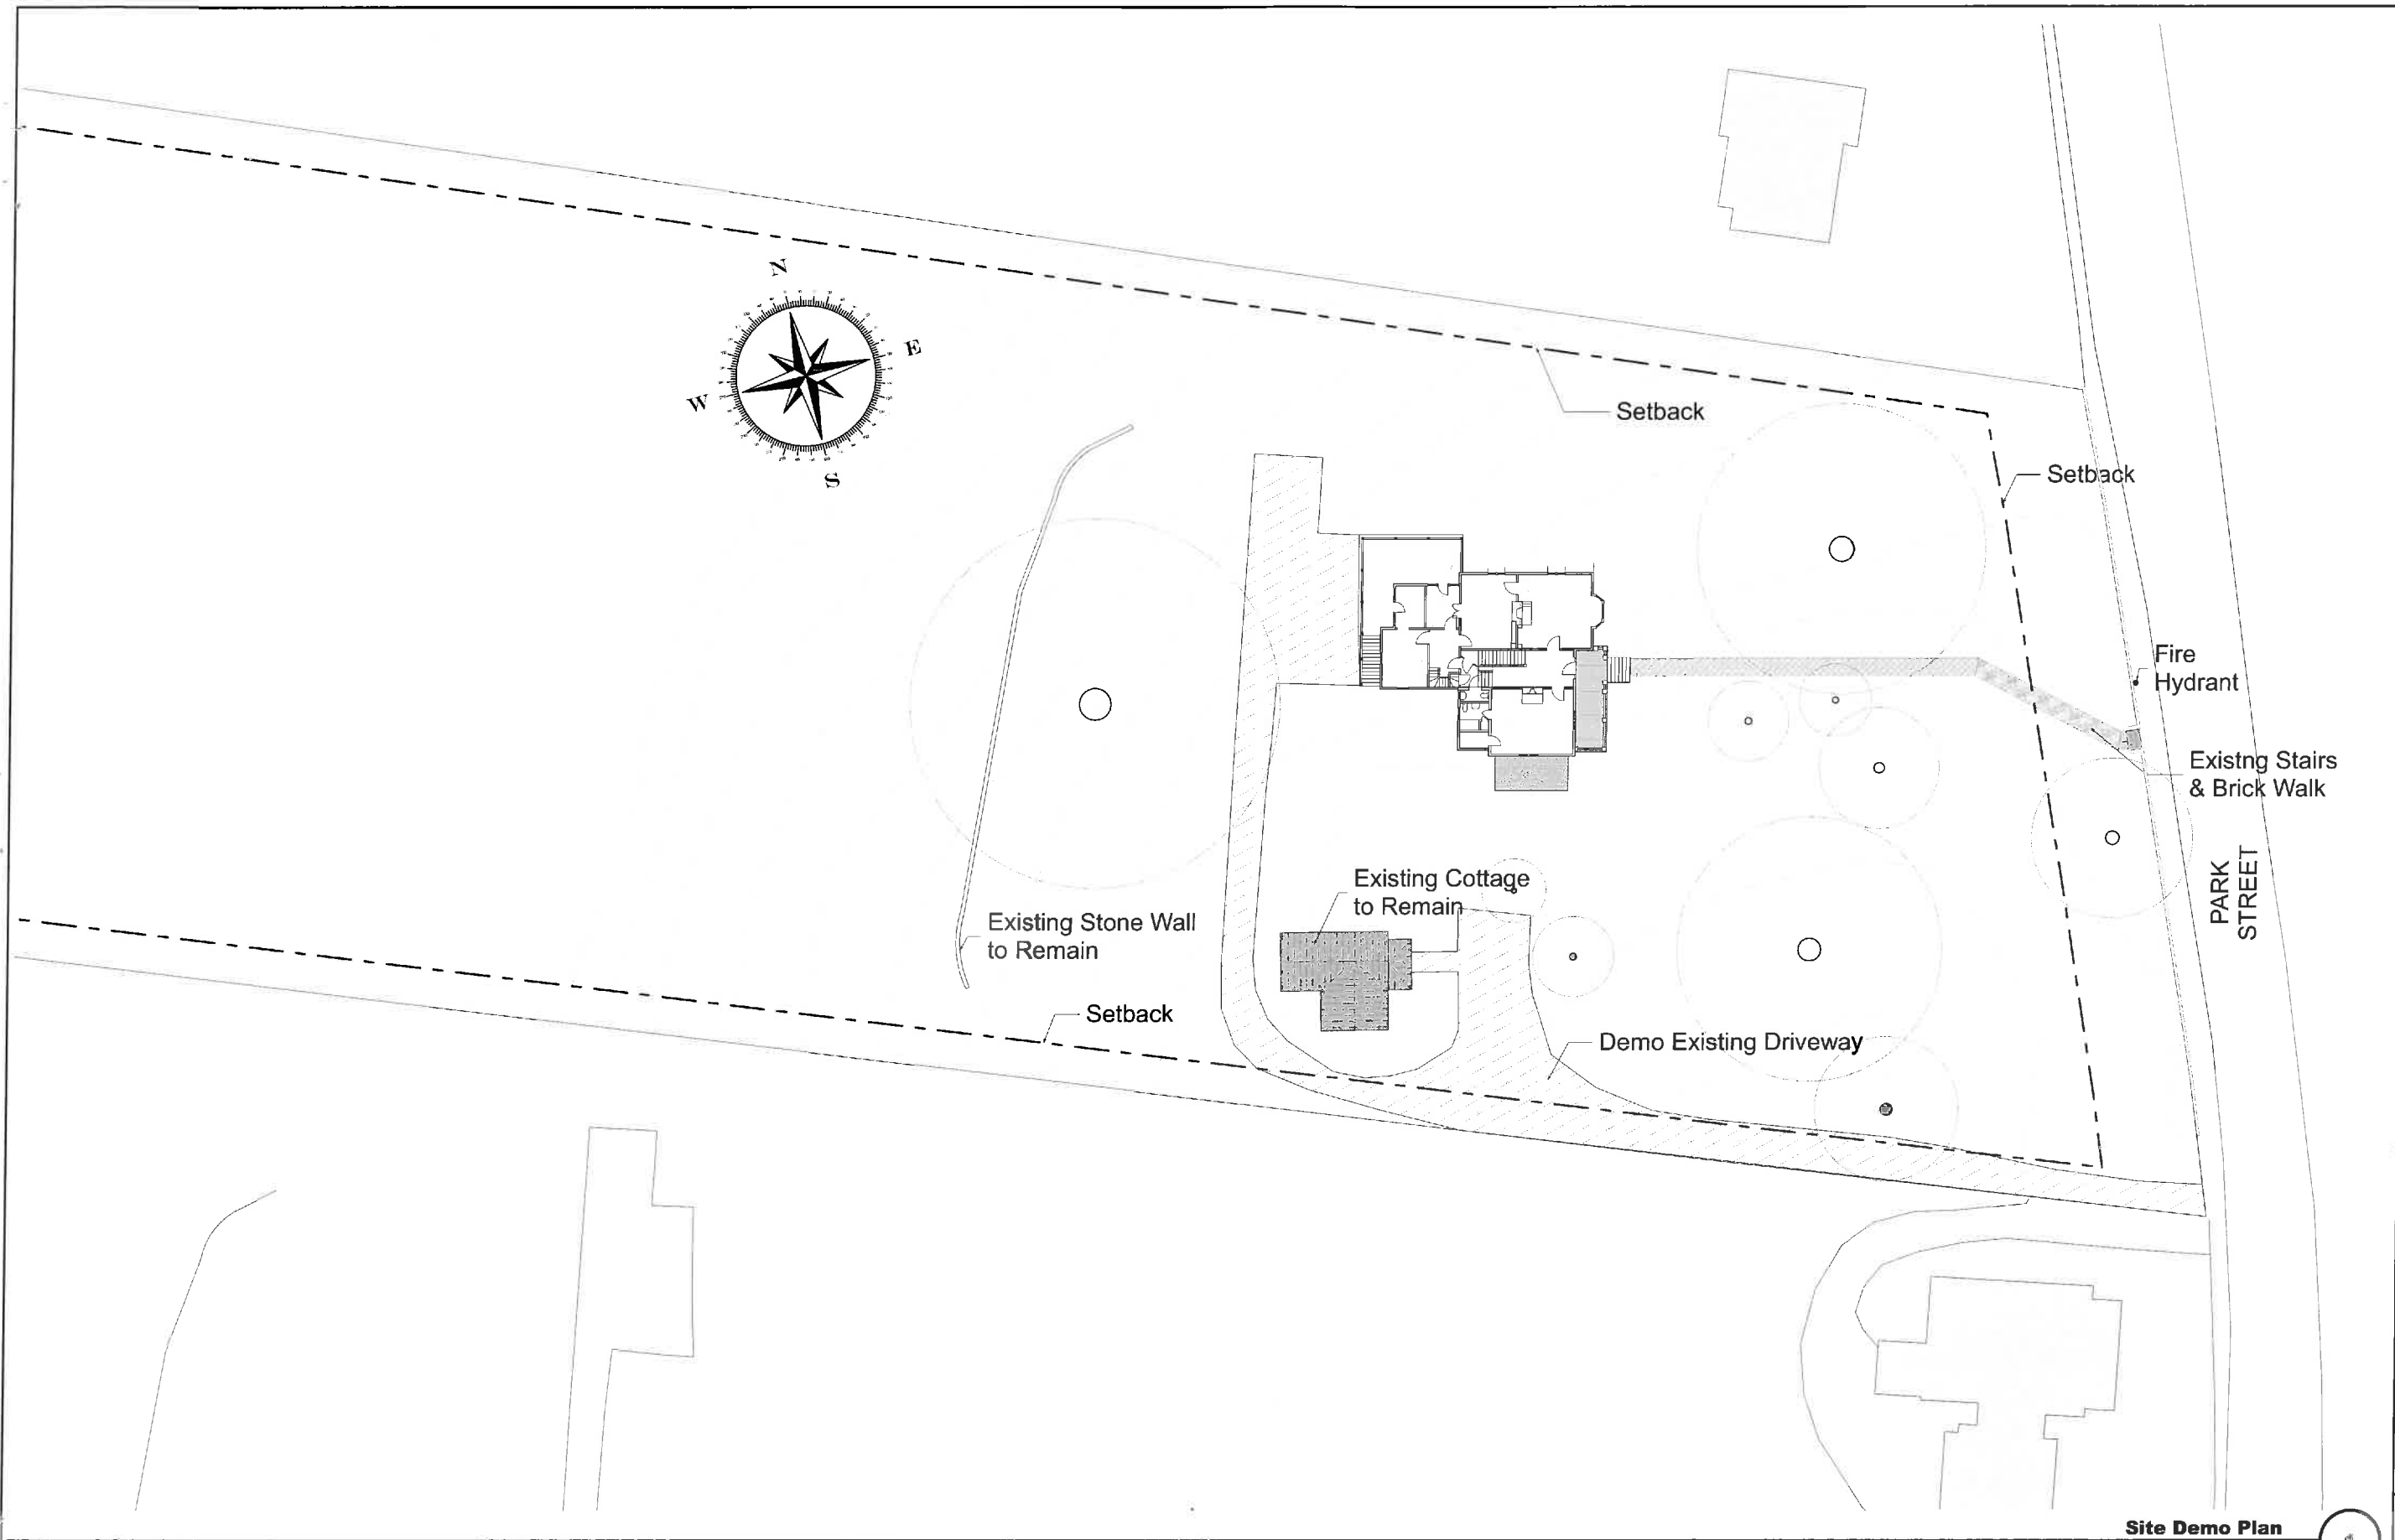 N
E
W
S
Setback
Setback
Fire
Hydrant
Existng Stairs
& Brick Walk
PARK
STREET
Existing Cottage
to Remain
Existing Stone Wall
to Remain
Setback
Demo Existing Driveway
Site Demo Plan